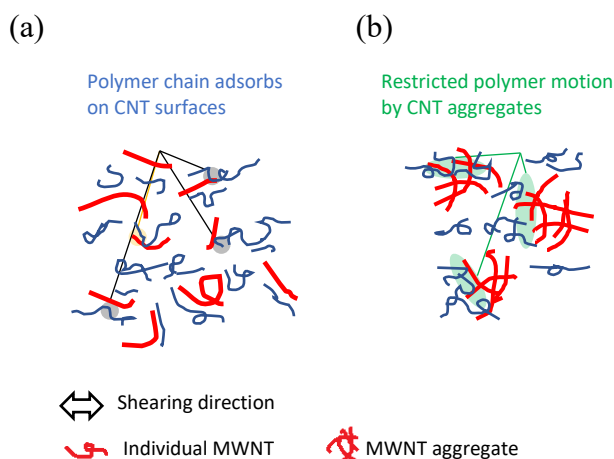 (a)
Polymer chain adsorbs
on CNT surfaces
(b)
Restricted polymer motion
by CNT aggregates
Shearing direction
Individual MWNT
MWNT aggregate